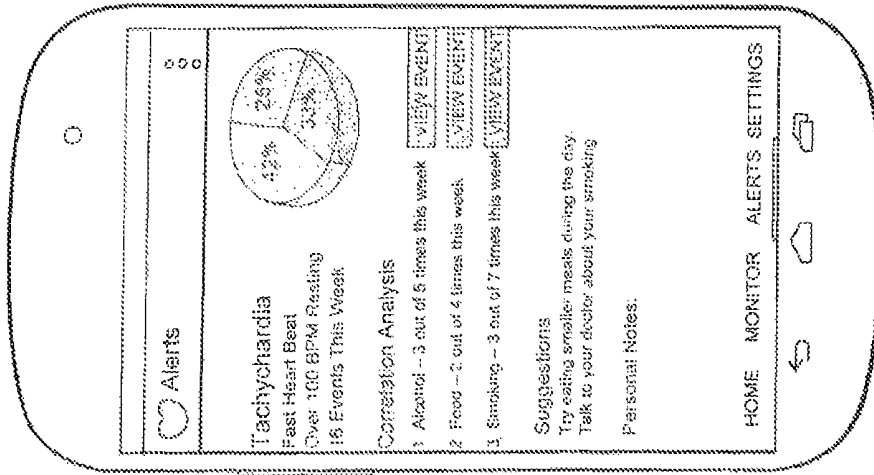 Alerts
Tachychardia
Fast Heart Beat
Over 100 BPM Resting
16 Events This Week
42%
25%
33%
Correlation Analysis
1. Alcohol – 3 out of 5 times this week VIEW EVENT
2. Food – 2 out of 4 times this week VIEW EVENT
3. Smoking – 3 out of 7 times this week VIEW EVENT
Suggestions
Try eating smaller meals during the day.
Talk to your doctor about your smoking
Personal Notes:
HOME MONITOR ALERTS SETTINGS